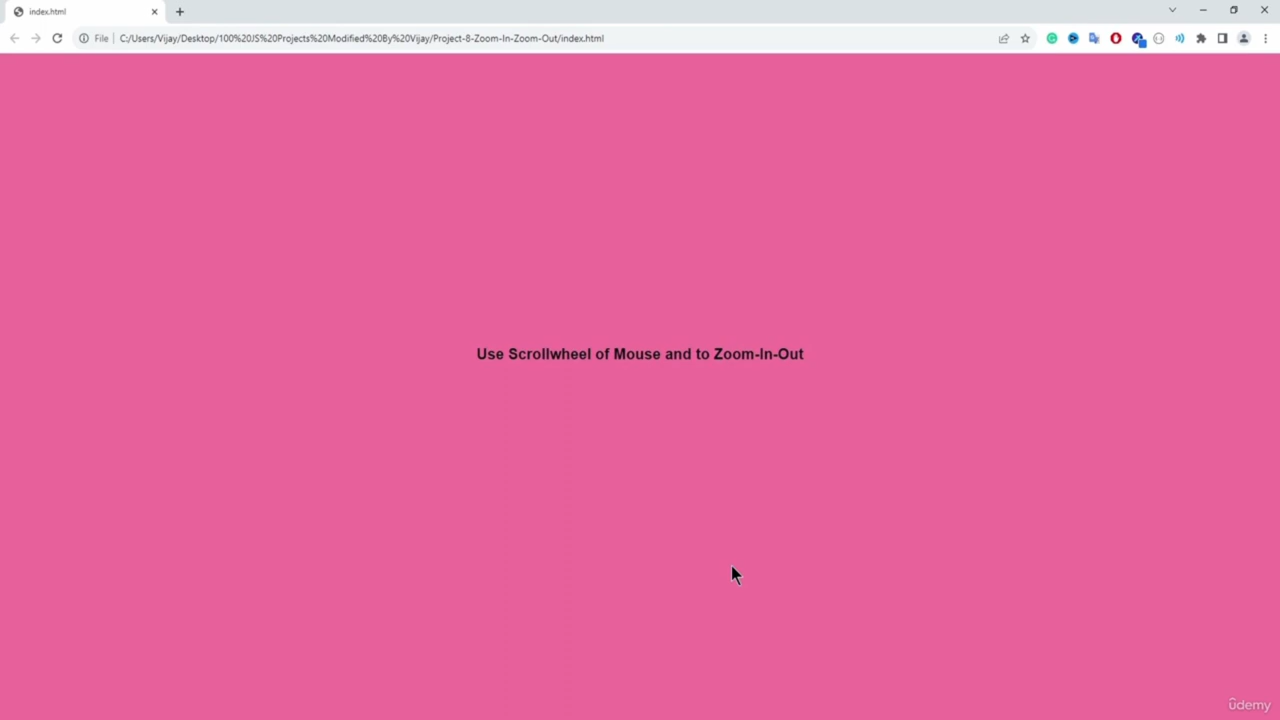 index.html
File
C:/Users/Vijay/Desktop/100%20JS%20Projects%20Modified%20By%20Vijay/Project-8-Zoom-In-Zoom-Out/index.html
Use Scrollwheel of Mouse and to Zoom-In-Out
ûdemy